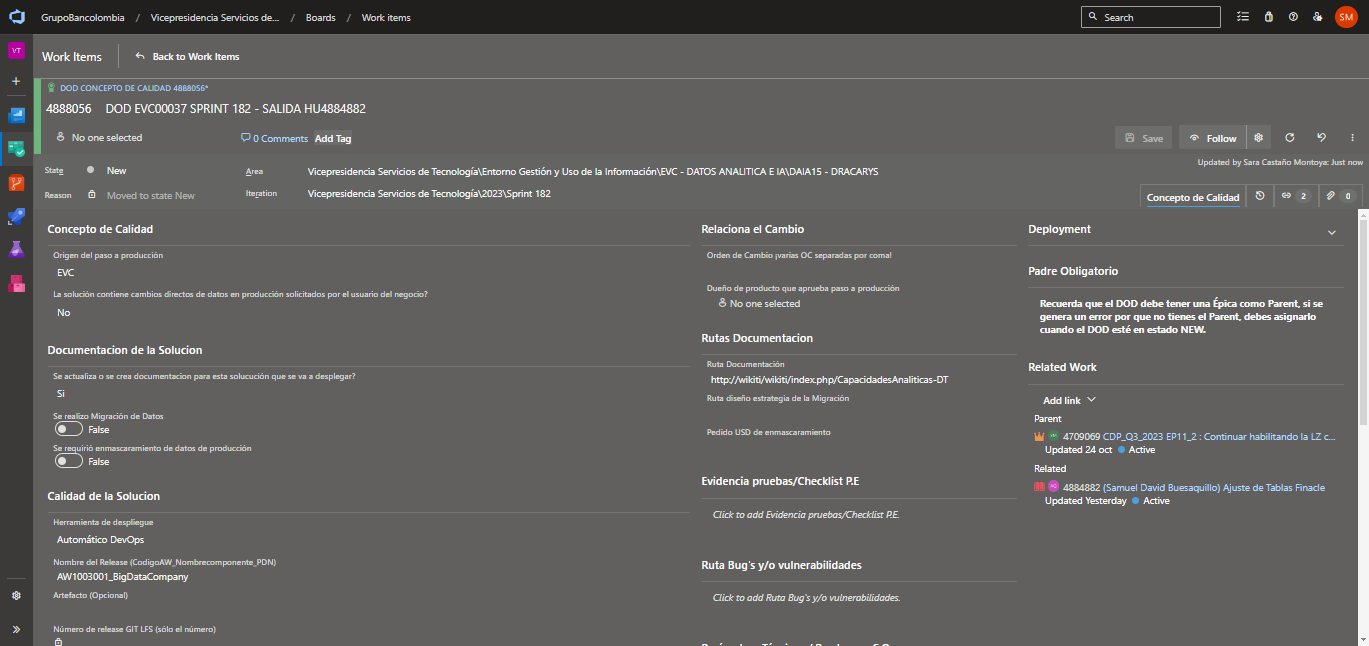 GrupoBancolombia / Vicepresidencia Servicios de... / Boards / Work items
Search
SM
VT
Work Items
Back to Work Items
DOD CONCEPTO DE CALIDAD 4888056*
4888056 DOD EVC00037 SPRINT 182 - SALIDA HU4884882
No one selected
0 Comments
Add Tag
Save
Follow
Updated by Sara Castaño Montoya: Just now
State
New
Area
Vicepresidencia Servicios de Tecnología\Entorno Gestión y Uso de la Información\EVC - DATOS ANALITICA E IA\DAIA15 - DRACARYS
Reason
Moved to state New
Iteration
Vicepresidencia Servicios de Tecnología\2023\Sprint 182
Concepto de Calidad
2
0
Concepto de Calidad
Origen del paso a producción
EVC
La solución contiene cambios directos de datos en producción solicitados por el usuario del negocio?
No
Documentacion de la Solucion
Se actualiza o se crea documentacion para esta solucución que se va a desplegar?
Si
Se realizo Migración de Datos
False
Se requirió enmascaramiento de datos de producción
False
Calidad de la Solucion
Herramienta de despliegue
Automático DevOps
Nombre del Release (CodigoAW_Nombrecomponente_PDN)
AW1003001_BigDataCompany
Artefacto (Opcional)
Número de release GIT LFS (sólo el número)
Relaciona el Cambio
Orden de Cambio ¡varias OC separadas por coma!
Dueño de producto que aprueba paso a producción
No one selected
Rutas Documentacion
Ruta Documentación
http://wikiti/wikiti/index.php/CapacidadesAnaliticas-DT
Ruta diseño estrategia de la Migración
Pedido USD de enmascaramiento
Evidencia pruebas/Checklist P.E
Click to add Evidencia pruebas/Checklist P.E.
Ruta Bug's y/o vulnerabilidades
Click to add Ruta Bug's y/o vulnerabilidades.
Deployment
Padre Obligatorio
Recuerda que el DOD debe tener una Épica como Parent, si se
genera un error por que no tienes el Parent, debes asignarlo
cuando el DOD esté en estado NEW.
Related Work
Add link
Parent
4709069 CDP_Q3_2023 EP11_2 : Continuar habilitando la LZ c...
Updated 24 oct Active
Related
4884882 (Samuel David Buesaquillo) Ajuste de Tablas Finacle
Updated Yesterday Active